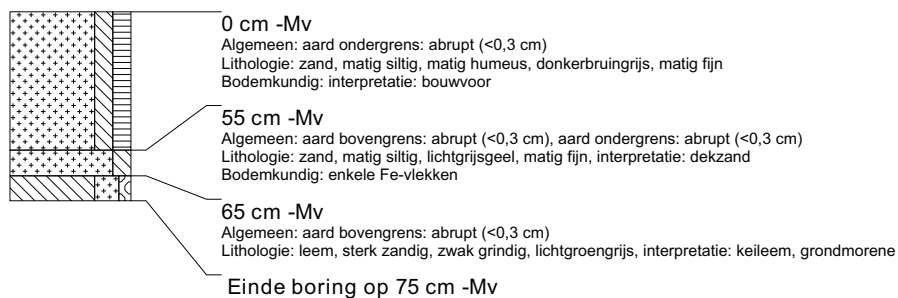 0 cm -Mv
Algemeen: aard ondergrens: abrupt (<0,3 cm)
Lithologie: zand, matig siltig, matig humeus, donkerbruingrijs, matig fijn
Bodemkundig: interpretatie: bouwvoor
55 cm -Mv
Algemeen: aard bovengrens: abrupt (<0,3 cm), aard ondergrens: abrupt (<0,3 cm)
Lithologie: zand, matig siltig, lichtgrijsgeel, matig fijn, interpretatie: dekzand
Bodemkundig: enkele Fe-vlekken
65 cm -Mv
Algemeen: aard bovengrens: abrupt (<0,3 cm)
Lithologie: leem, sterk zandig, zwak grindig, lichtgroengrijs, interpretatie: keileem, grondmorene
Einde boring op 75 cm -Mv